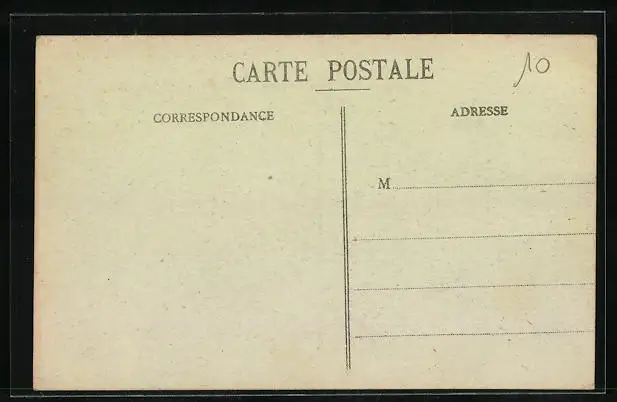 CARTE POSTALE
10
CORRESPONDANCE
ADRESSE
M